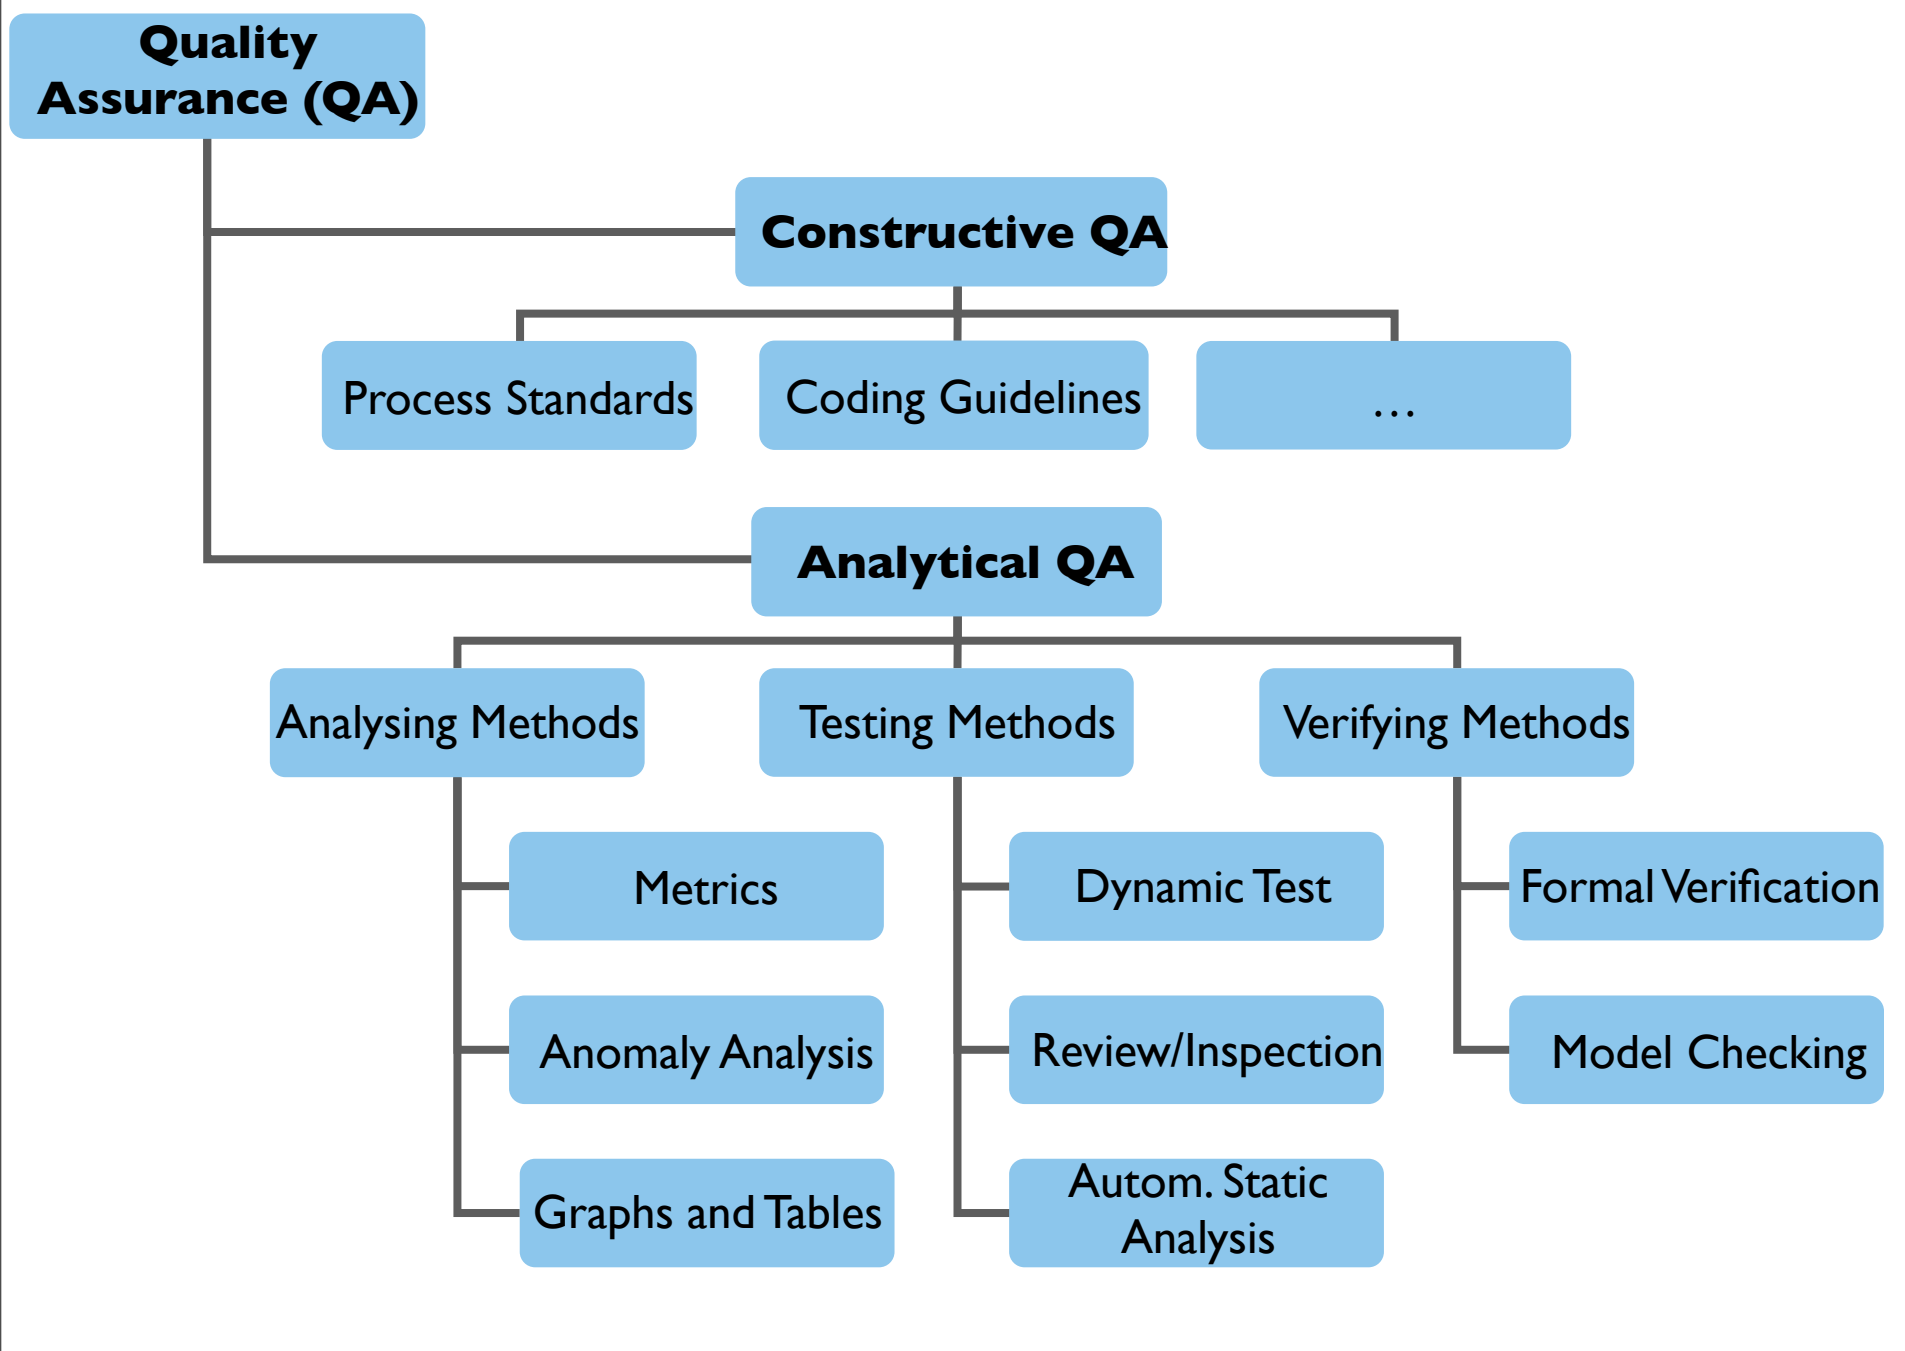 Quality
Assurance (QA)
Constructive QA
Process Standards
Coding Guidelines
…
Analytical QA
Analysing Methods
Testing Methods
Verifying Methods
Metrics
Dynamic Test
Formal Verification
Anomaly Analysis
Review/Inspection
Model Checking
Graphs and Tables
Autom. Static
Analysis